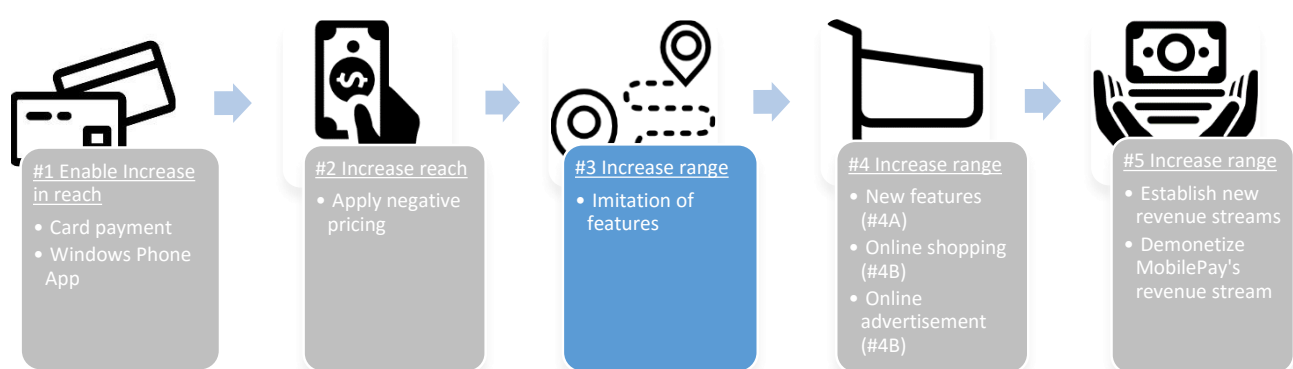 #1 Enable Increase
in reach
• Card payment
• Windows Phone
App
#2 Increase reach
• Apply negative
pricing
#3 Increase range
• Imitation of
features
#4 Increase range
• New features
(#4A)
• Online shopping
(#4B)
• Online
advertisement
(#4B)
#5 Increase range
• Establish new
revenue streams
• Demonetize
MobilePay's
revenue stream